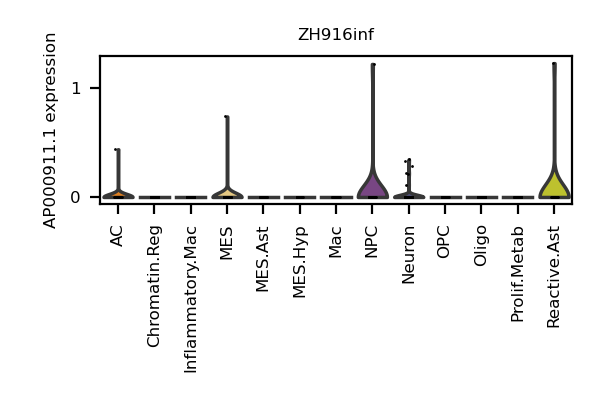 ZH916inf
AP000911.1 expression
1
0
AC
Chromatin.Reg
Inflammatory.Mac
MES
MES.Ast
MES.Hyp
Mac
NPC
Neuron
OPC
Oligo
Prolif.Metab
Reactive.Ast